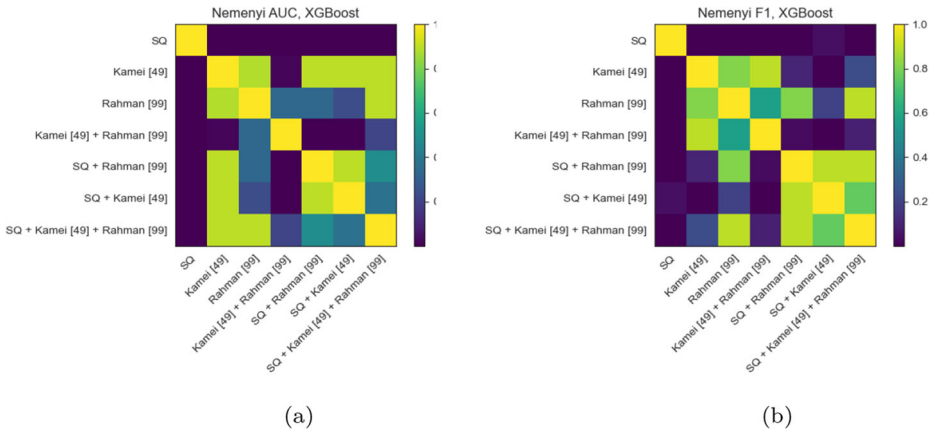 Nemenyi AUC, XGBoost
SQ
Kamei [49]
Rahman [99]
Kamei [49] + Rahman [99]
SQ + Rahman [99]
SQ + Kamei [49]
SQ + Kamei [49] + Rahman [99]
SQ
Kamei [49]
Rahman [99]
Kamei [49] + Rahman [99]
SQ + Rahman [99]
SQ + Kamei [49]
SQ + Kamei [49] + Rahman [99]
(a)
Nemenyi F1, XGBoost
SQ
Kamei [49]
Rahman [99]
Kamei [49] + Rahman [99]
SQ + Rahman [99]
SQ + Kamei [49]
SQ + Kamei [49] + Rahman [99]
SQ
Kamei [49]
Rahman [99]
Kamei [49] + Rahman [99]
SQ + Rahman [99]
SQ + Kamei [49]
SQ + Kamei [49] + Rahman [99]
1.0
0.8
0.6
0.4
0.2
(b)